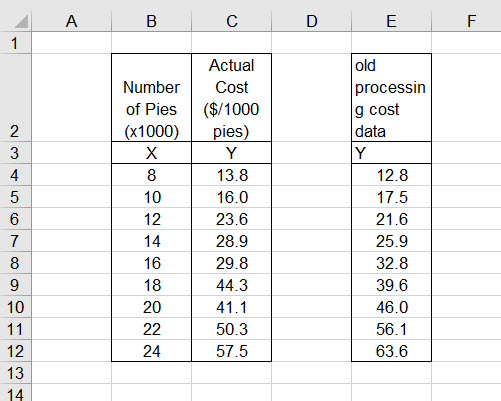 A B C D E F
1
2 Number of Pies (x1000) Actual Cost ($/1000 pies) old processin g cost data
3 X Y Y
4 8 13.8 12.8
5 10 16.0 17.5
6 12 23.6 21.6
7 14 28.9 25.9
8 16 29.8 32.8
9 18 44.3 39.6
10 20 41.1 46.0
11 22 50.3 56.1
12 24 57.5 63.6
13
14